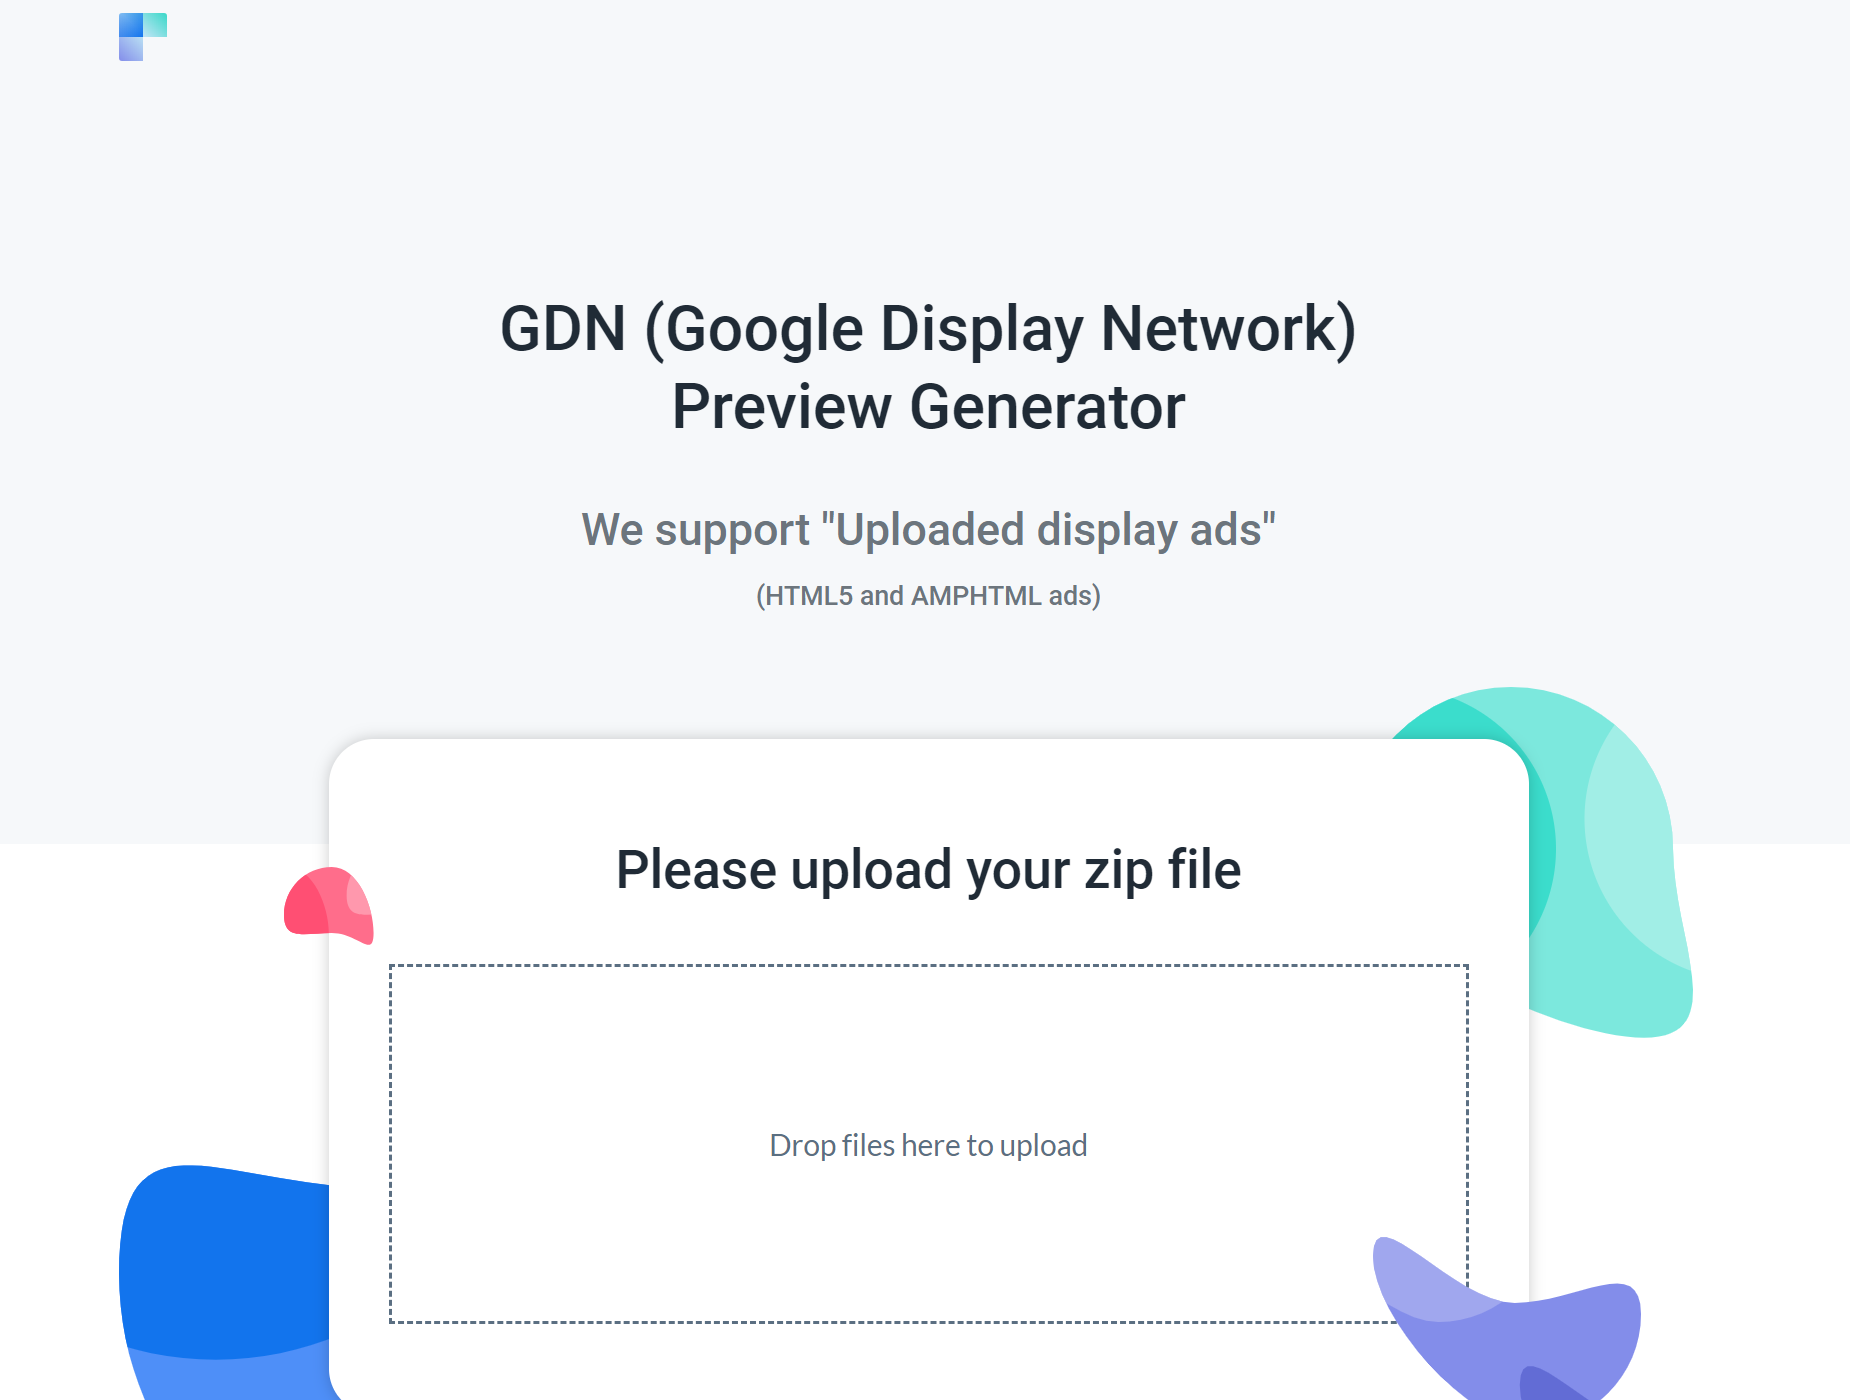 GDN (Google Display Network)
Preview Generator
We support "Uploaded display ads"
(HTML5 and AMPHTML ads)
Please upload your zip file
Drop files here to upload